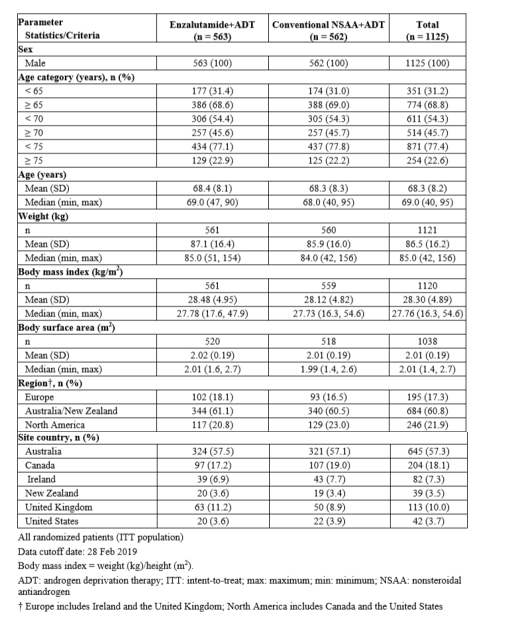 Parameter Enzalutamide+ADT Conventional NSAA+ADT Total
Statistics/Criteria (n = 563) (n = 562) (n = 1125)
Sex
Male 563 (100) 562 (100) 1125 (100)
Age category (years), n (%)
< 65 177 (31.4) 174 (31.0) 351 (31.2)
≥ 65 386 (68.6) 388 (69.0) 774 (68.8)
< 70 306 (54.4) 305 (54.3) 611 (54.3)
≥ 70 257 (45.6) 257 (45.7) 514 (45.7)
< 75 434 (77.1) 437 (77.8) 871 (77.4)
≥ 75 129 (22.9) 125 (22.2) 254 (22.6)
Age (years)
Mean (SD) 68.4 (8.1) 68.3 (8.3) 68.3 (8.2)
Median (min, max) 69.0 (47, 90) 68.0 (40, 95) 69.0 (40, 95)
Weight (kg)
n 561 560 1121
Mean (SD) 87.1 (16.4) 85.9 (16.0) 86.5 (16.2)
Median (min, max) 85.0 (51, 154) 84.0 (42, 156) 85.0 (42, 156)
Body mass index (kg/m²)
n 561 559 1120
Mean (SD) 28.48 (4.95) 28.12 (4.82) 28.30 (4.89)
Median (min, max) 27.78 (17.6, 47.9) 27.73 (16.3, 54.6) 27.76 (16.3, 54.6)
Body surface area (m²)
n 520 518 1038
Mean (SD) 2.02 (0.19) 2.01 (0.19) 2.01 (0.19)
Median (min, max) 2.01 (1.6, 2.7) 1.99 (1.4, 2.6) 2.01 (1.4, 2.7)
Region†, n (%)
Europe 102 (18.1) 93 (16.5) 195 (17.3)
Australia/New Zealand 344 (61.1) 340 (60.5) 684 (60.8)
North America 117 (20.8) 129 (23.0) 246 (21.9)
Site country, n (%)
Australia 324 (57.5) 321 (57.1) 645 (57.3)
Canada 97 (17.2) 107 (19.0) 204 (18.1)
Ireland 39 (6.9) 43 (7.7) 82 (7.3)
New Zealand 20 (3.6) 19 (3.4) 39 (3.5)
United Kingdom 63 (11.2) 50 (8.9) 113 (10.0)
United States 20 (3.6) 22 (3.9) 42 (3.7)
All randomized patients (ITT population)
Data cutoff date: 28 Feb 2019
Body mass index = weight (kg)/height (m²).
ADT: androgen deprivation therapy; ITT: intent-to-treat; max: maximum; min: minimum; NSAA: nonsteroidal
antiandrogen
† Europe includes Ireland and the United Kingdom; North America includes Canada and the United States